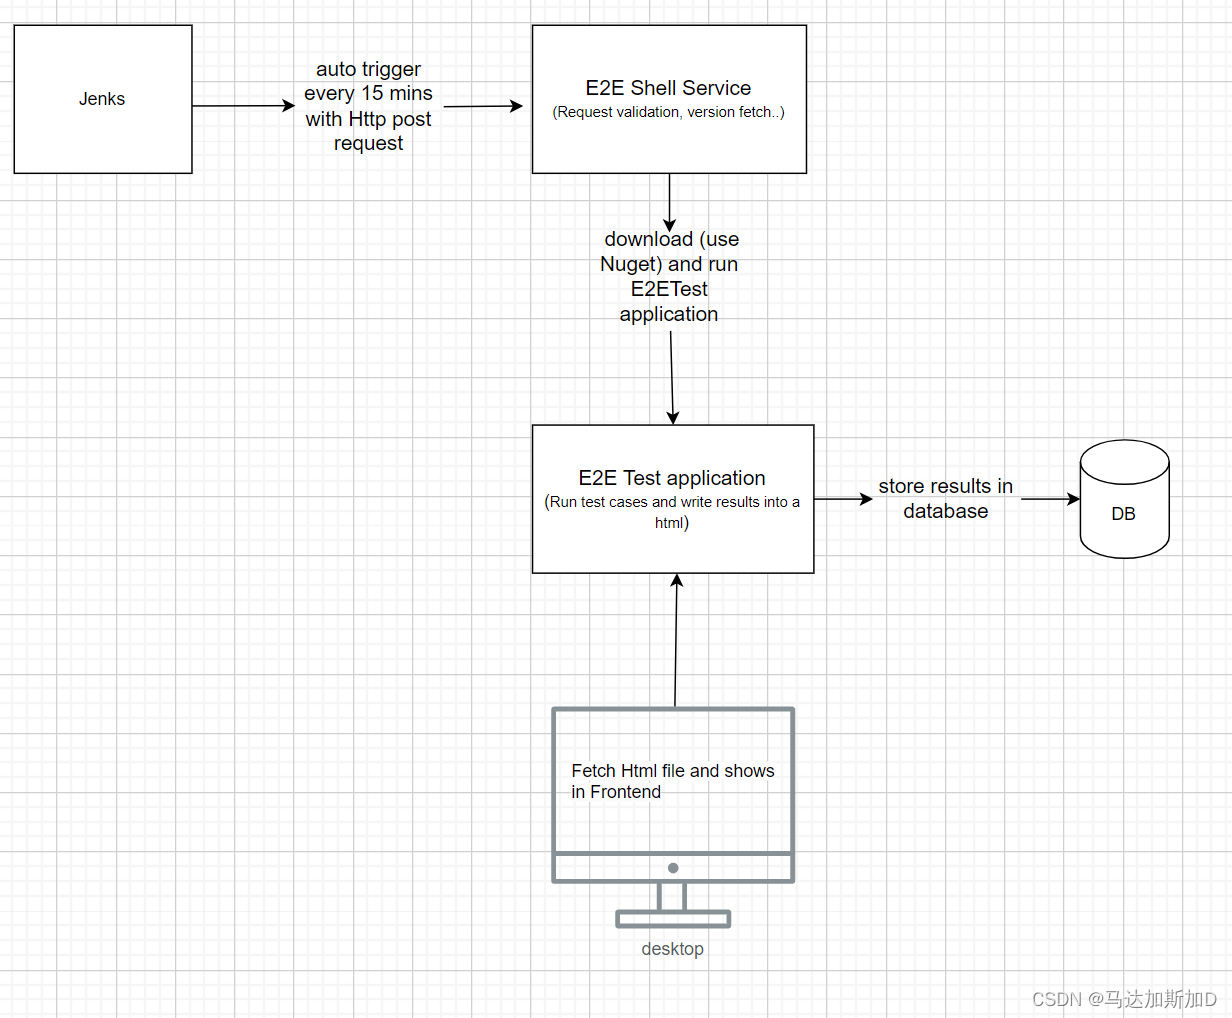 Jenks
auto trigger
every 15 mins
with Http post
request
E2E Shell Service
(Request validation, version fetch..)
download (use
Nuget) and run
E2ETest
application
E2E Test application
(Run test cases and write results into a
html)
store results in
database
DB
Fetch Html file and shows
in Frontend
desktop
CSDN @马达加斯加D